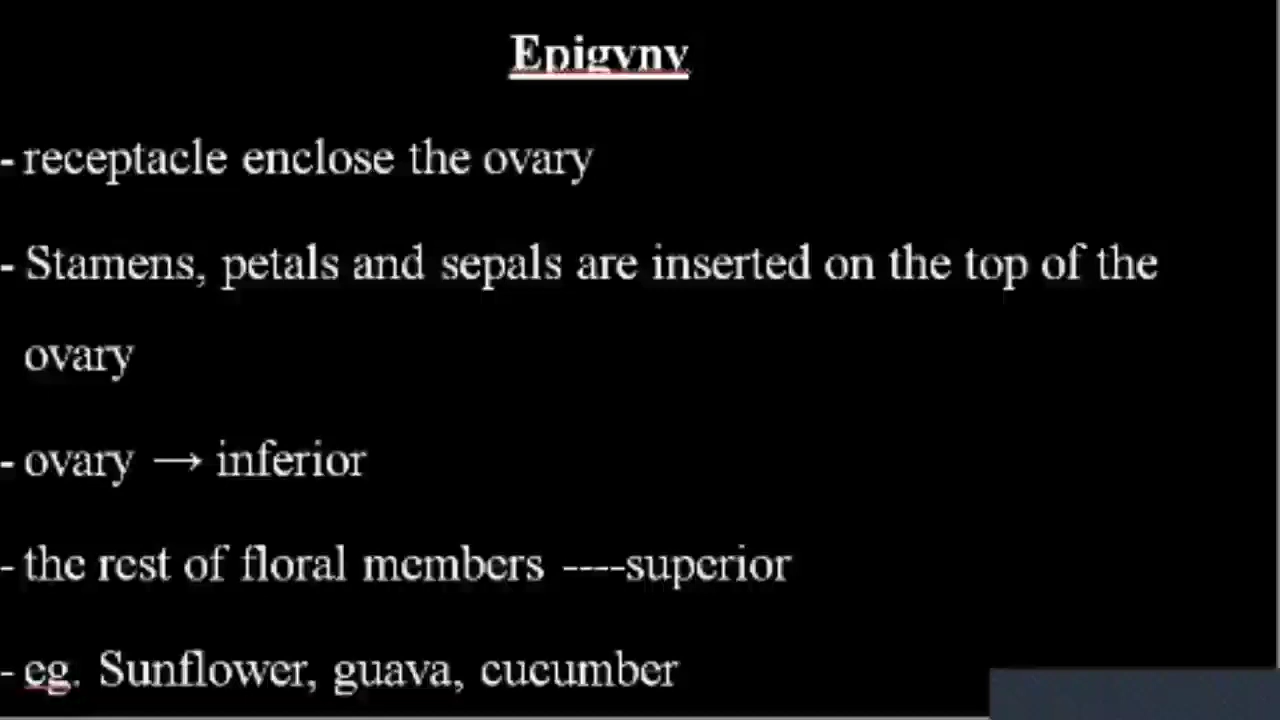 Epigyny
- receptacle enclose the ovary
- Stamens, petals and sepals are inserted on the top of the
ovary
- ovary → inferior
- the rest of floral members ----superior
- eg. Sunflower, guava, cucumber